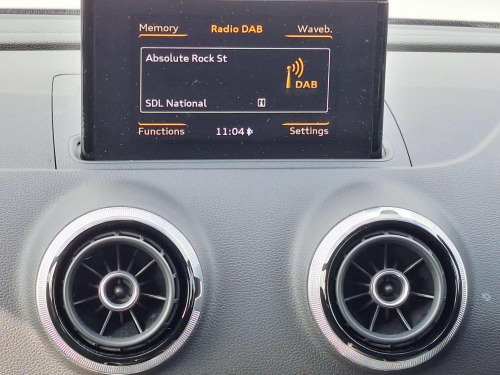 Memory Radio DAB Waveb.
Absolute Rock St
DAB
SDL National
Functions 11:04 Settings